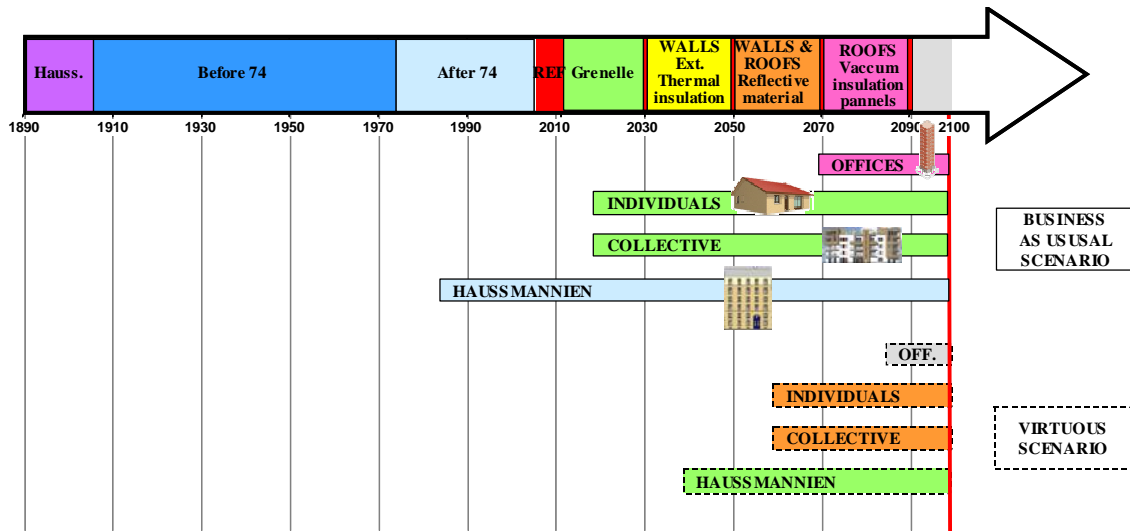 Hauss.
Before 74
After 74
REF
Grenelle
WALLS
Ext.
Thermal
insulation
WALLS &
ROOFS
Reflective
material
ROOFS
Vaccum
insulation
pannels
1890 1910 1930 1950 1970 1990 2010 2030 2050 2070 2090 2100
OFFICES
INDIVIDUALS
COLLECTIVE
HAUSSMANNIEN
BUSINESS
AS USUSAL
SCENARIO
OFF.
INDIVIDUALS
COLLECTIVE
HAUSSMANNIEN
VIRTUOUS
SCENARIO